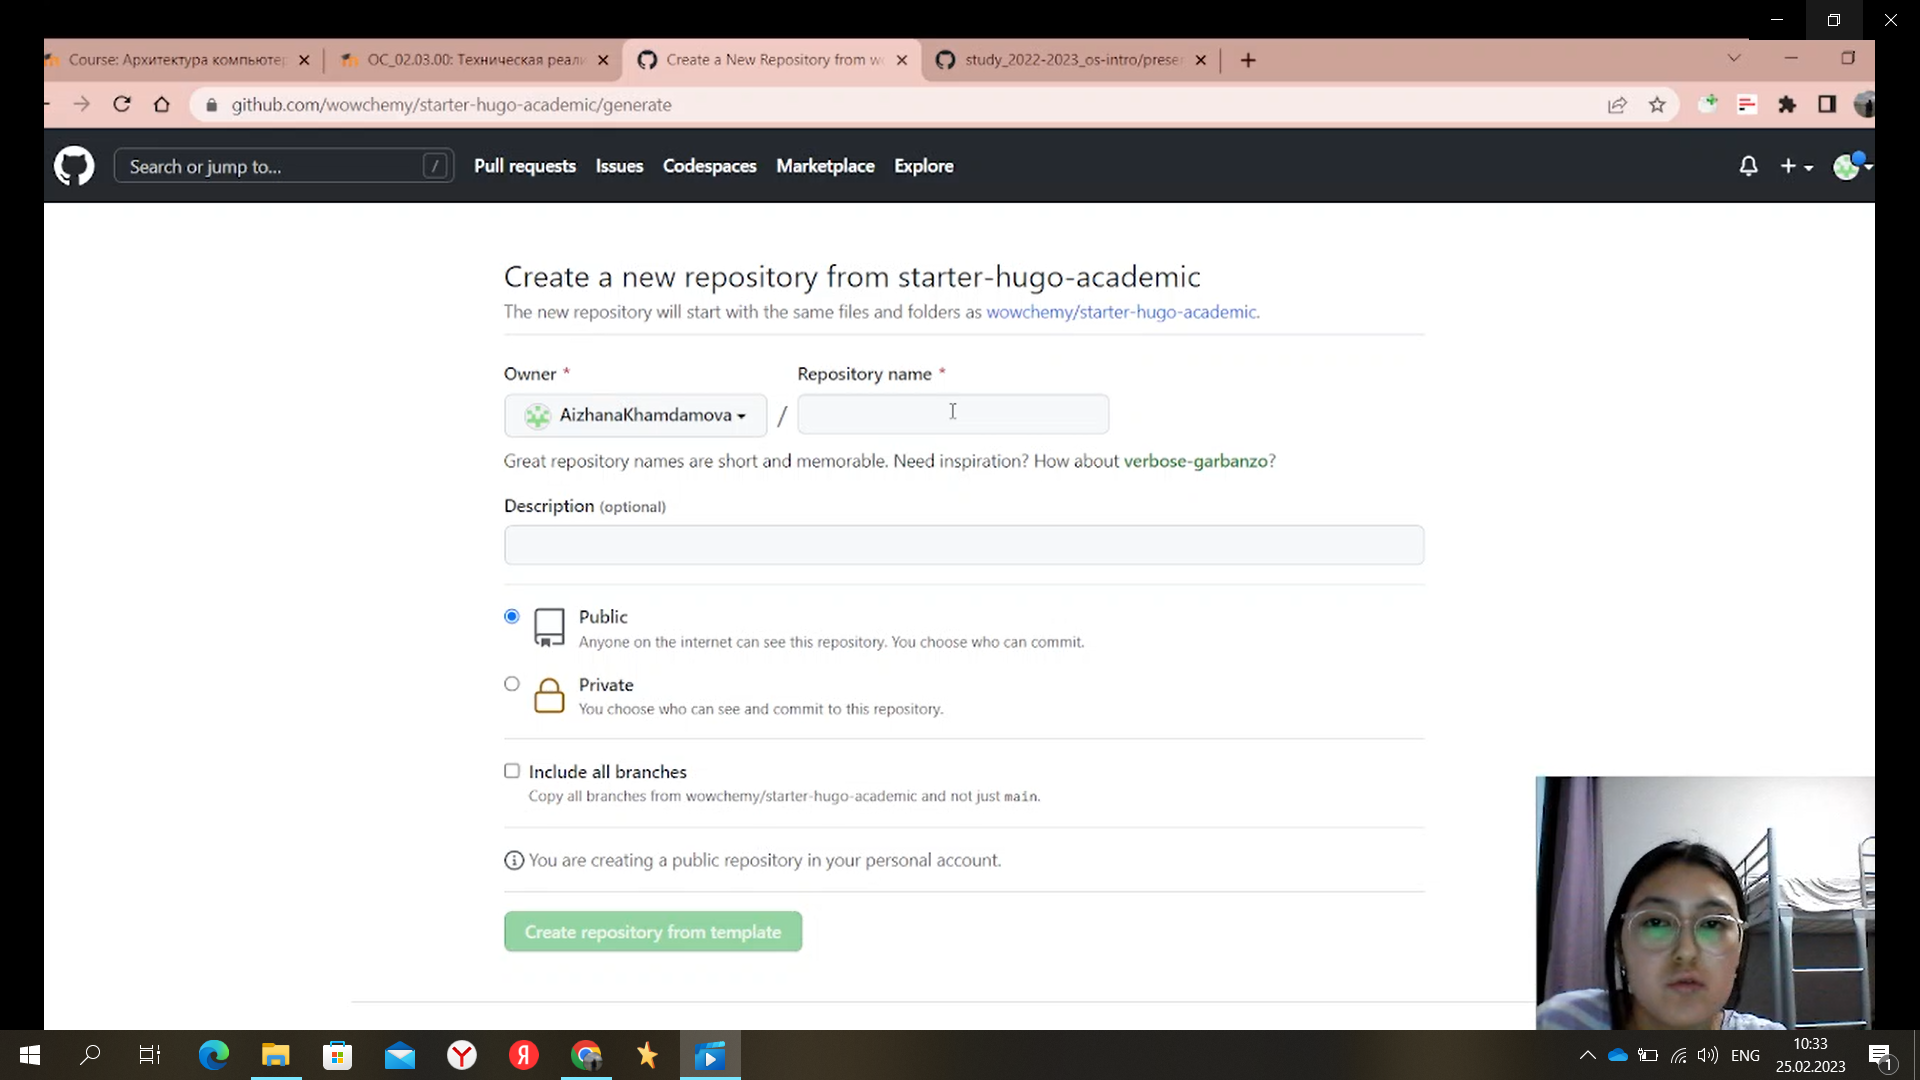 Course: Архитектура компьютер
ОС_02.03.00: Техническая реали
Create a New Repository from w
study_2022-2023_os-intro/prese
github.com/wowchemy/starter-hugo-academic/generate
Search or jump to... /
Pull requests Issues Codespaces Marketplace Explore
Create a new repository from starter-hugo-academic
The new repository will start with the same files and folders as wowchemy/starter-hugo-academic.
Owner * Repository name *
AizhanaKhamdamova /
Great repository names are short and memorable. Need inspiration? How about verbose-garbanzo?
Description (optional)
Public
Anyone on the internet can see this repository. You choose who can commit.
Private
You choose who can see and commit to this repository.
Include all branches
Copy all branches from wowchemy/starter-hugo-academic and not just main.
You are creating a public repository in your personal account.
Create repository from template
ENG
10:33
25.02.2023
1